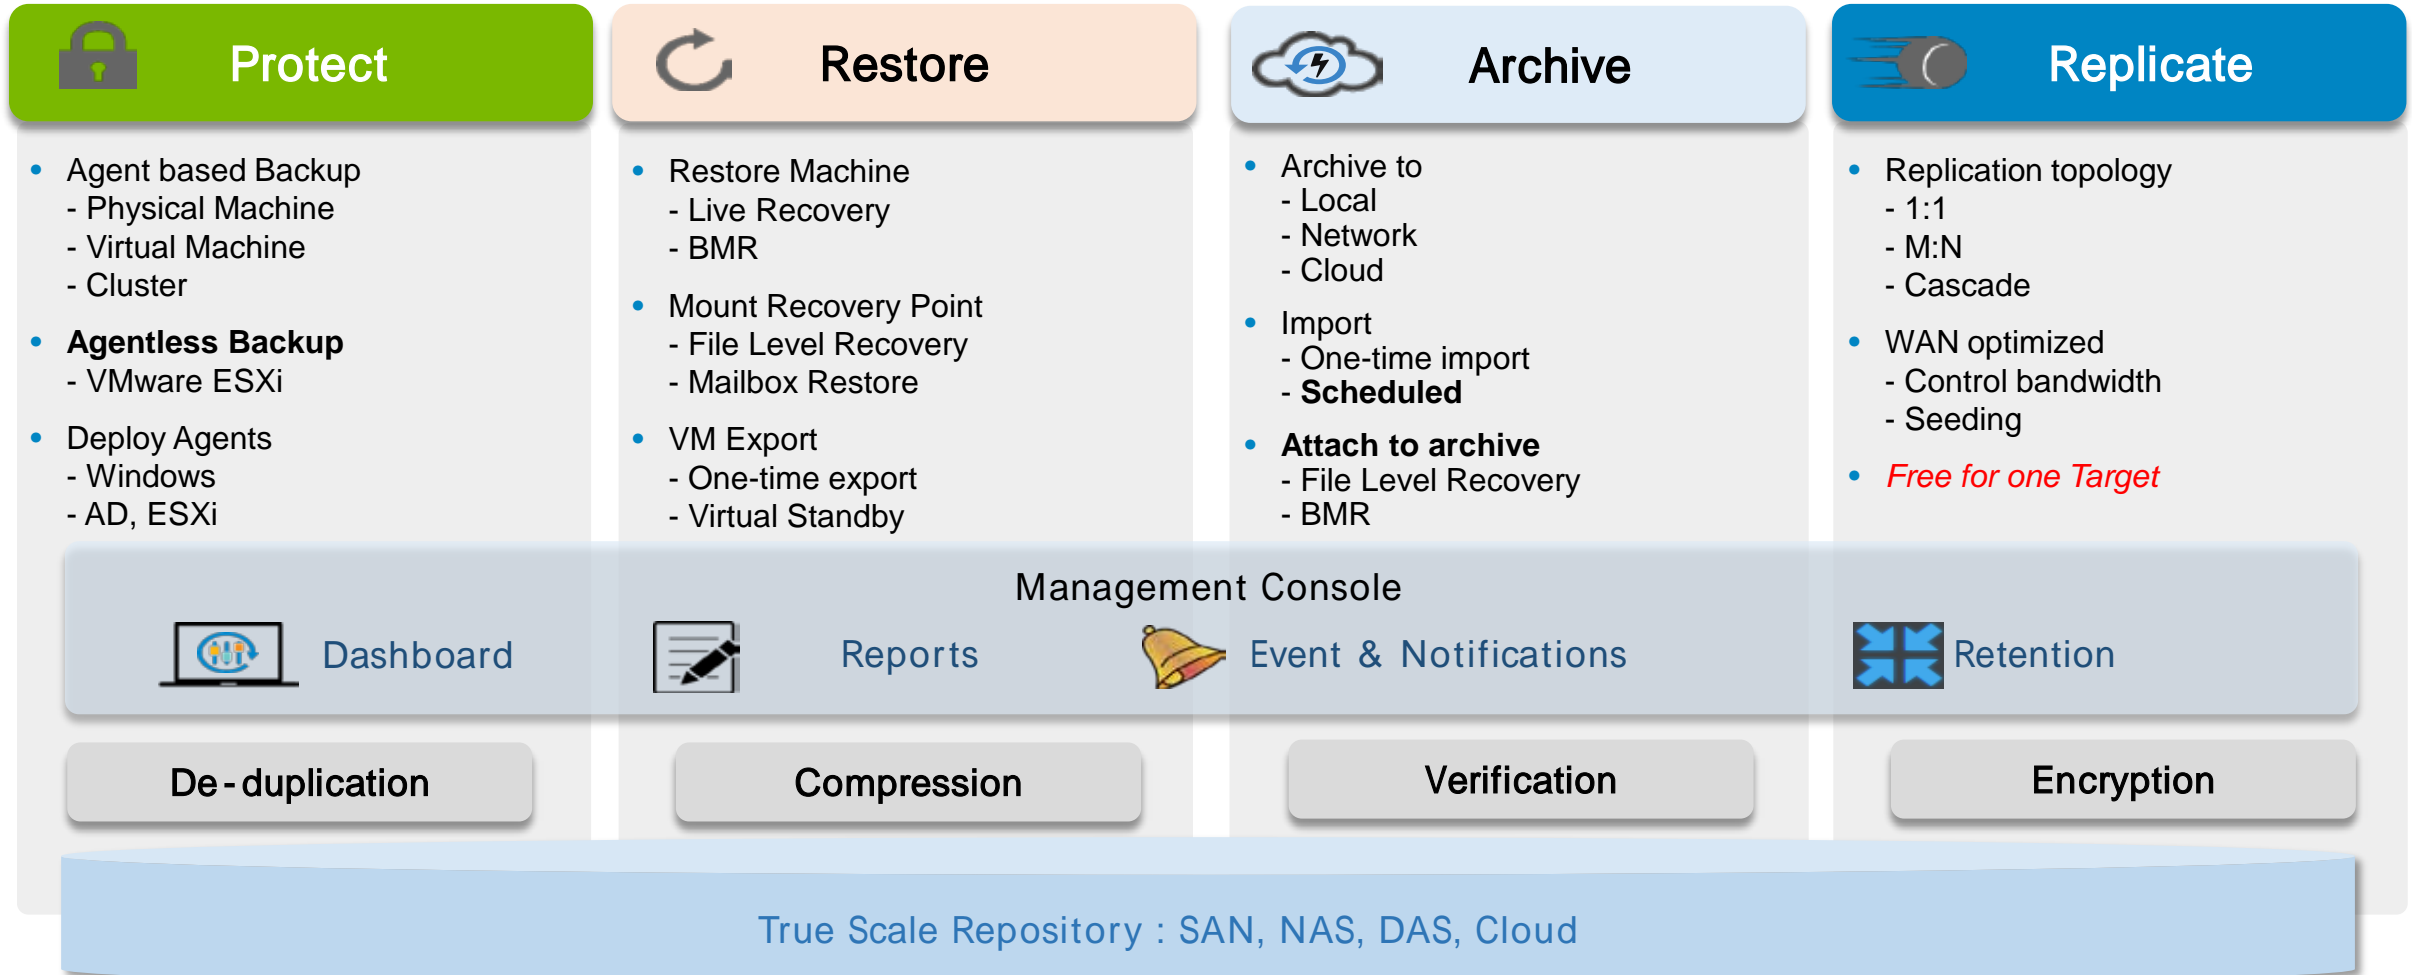 Protect
• Agent based Backup
- Physical Machine
- Virtual Machine
- Cluster
• Agentless Backup
- VMware ESXi
• Deploy Agents
- Windows
- AD, ESXi
Restore
• Restore Machine
- Live Recovery
- BMR
• Mount Recovery Point
- File Level Recovery
- Mailbox Restore
• VM Export
- One-time export
- Virtual Standby
Archive
• Archive to
- Local
- Network
- Cloud
• Import
- One-time import
- Scheduled
• Attach to archive
- File Level Recovery
- BMR
Replicate
• Replication topology
- 1:1
- M:N
- Cascade
• WAN optimized
- Control bandwidth
- Seeding
• Free for one Target
Management Console
Dashboard
Reports
Event & Notifications
Retention
De-duplication
Compression
Verification
Encryption
True Scale Repository : SAN, NAS, DAS, Cloud